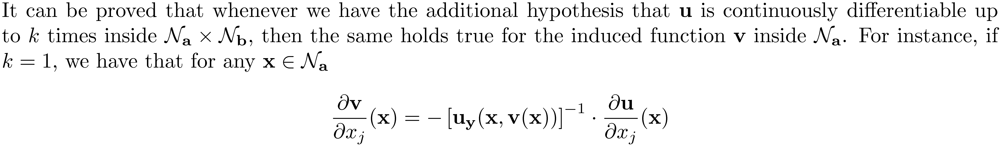 It can be proved that whenever we have the additional hypothesis that $\mathbf{u}$ is continuously differentiable up
to $k$ times inside $\mathcal{N}_{\mathbf{a}} \times \mathcal{N}_{\mathbf{b}}$, then the same holds true for the induced function $\mathbf{v}$ inside $\mathcal{N}_{\mathbf{a}}$. For instance, if
$k = 1$, we have that for any $\mathbf{x} \in \mathcal{N}_{\mathbf{a}}$
$$\frac{\partial \mathbf{v}}{\partial x_j}(\mathbf{x}) = -\left[\mathbf{u}_{\mathbf{y}}(\mathbf{x}, \mathbf{v}(\mathbf{x}))\right]^{-1} \cdot \frac{\partial \mathbf{u}}{\partial x_j}(\mathbf{x})$$